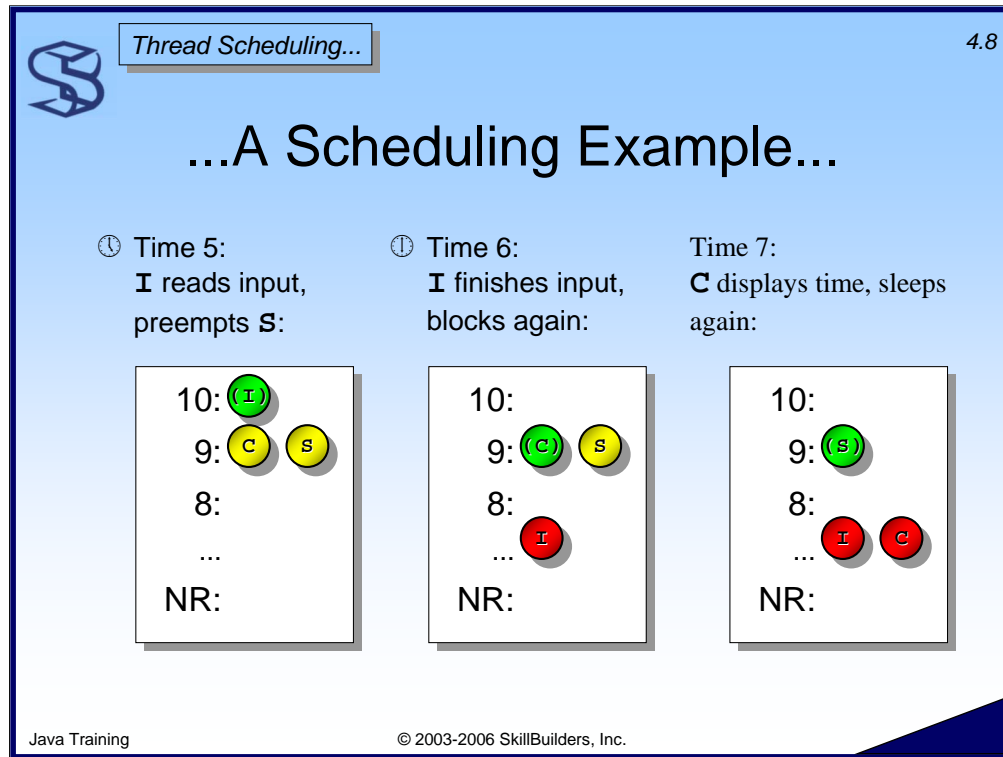 Thread Scheduling...
4.8
...A Scheduling Example...
Time 5:
I reads input,
preempts S:
10: (I)
9: C S
8:
...
NR:
Time 6:
I finishes input,
blocks again:
10:
9: (C) S
8:
... I
NR:
Time 7:
C displays time, sleeps
again:
10:
9: (S)
8:
... I C
NR:
Java Training
© 2003-2006 SkillBuilders, Inc.